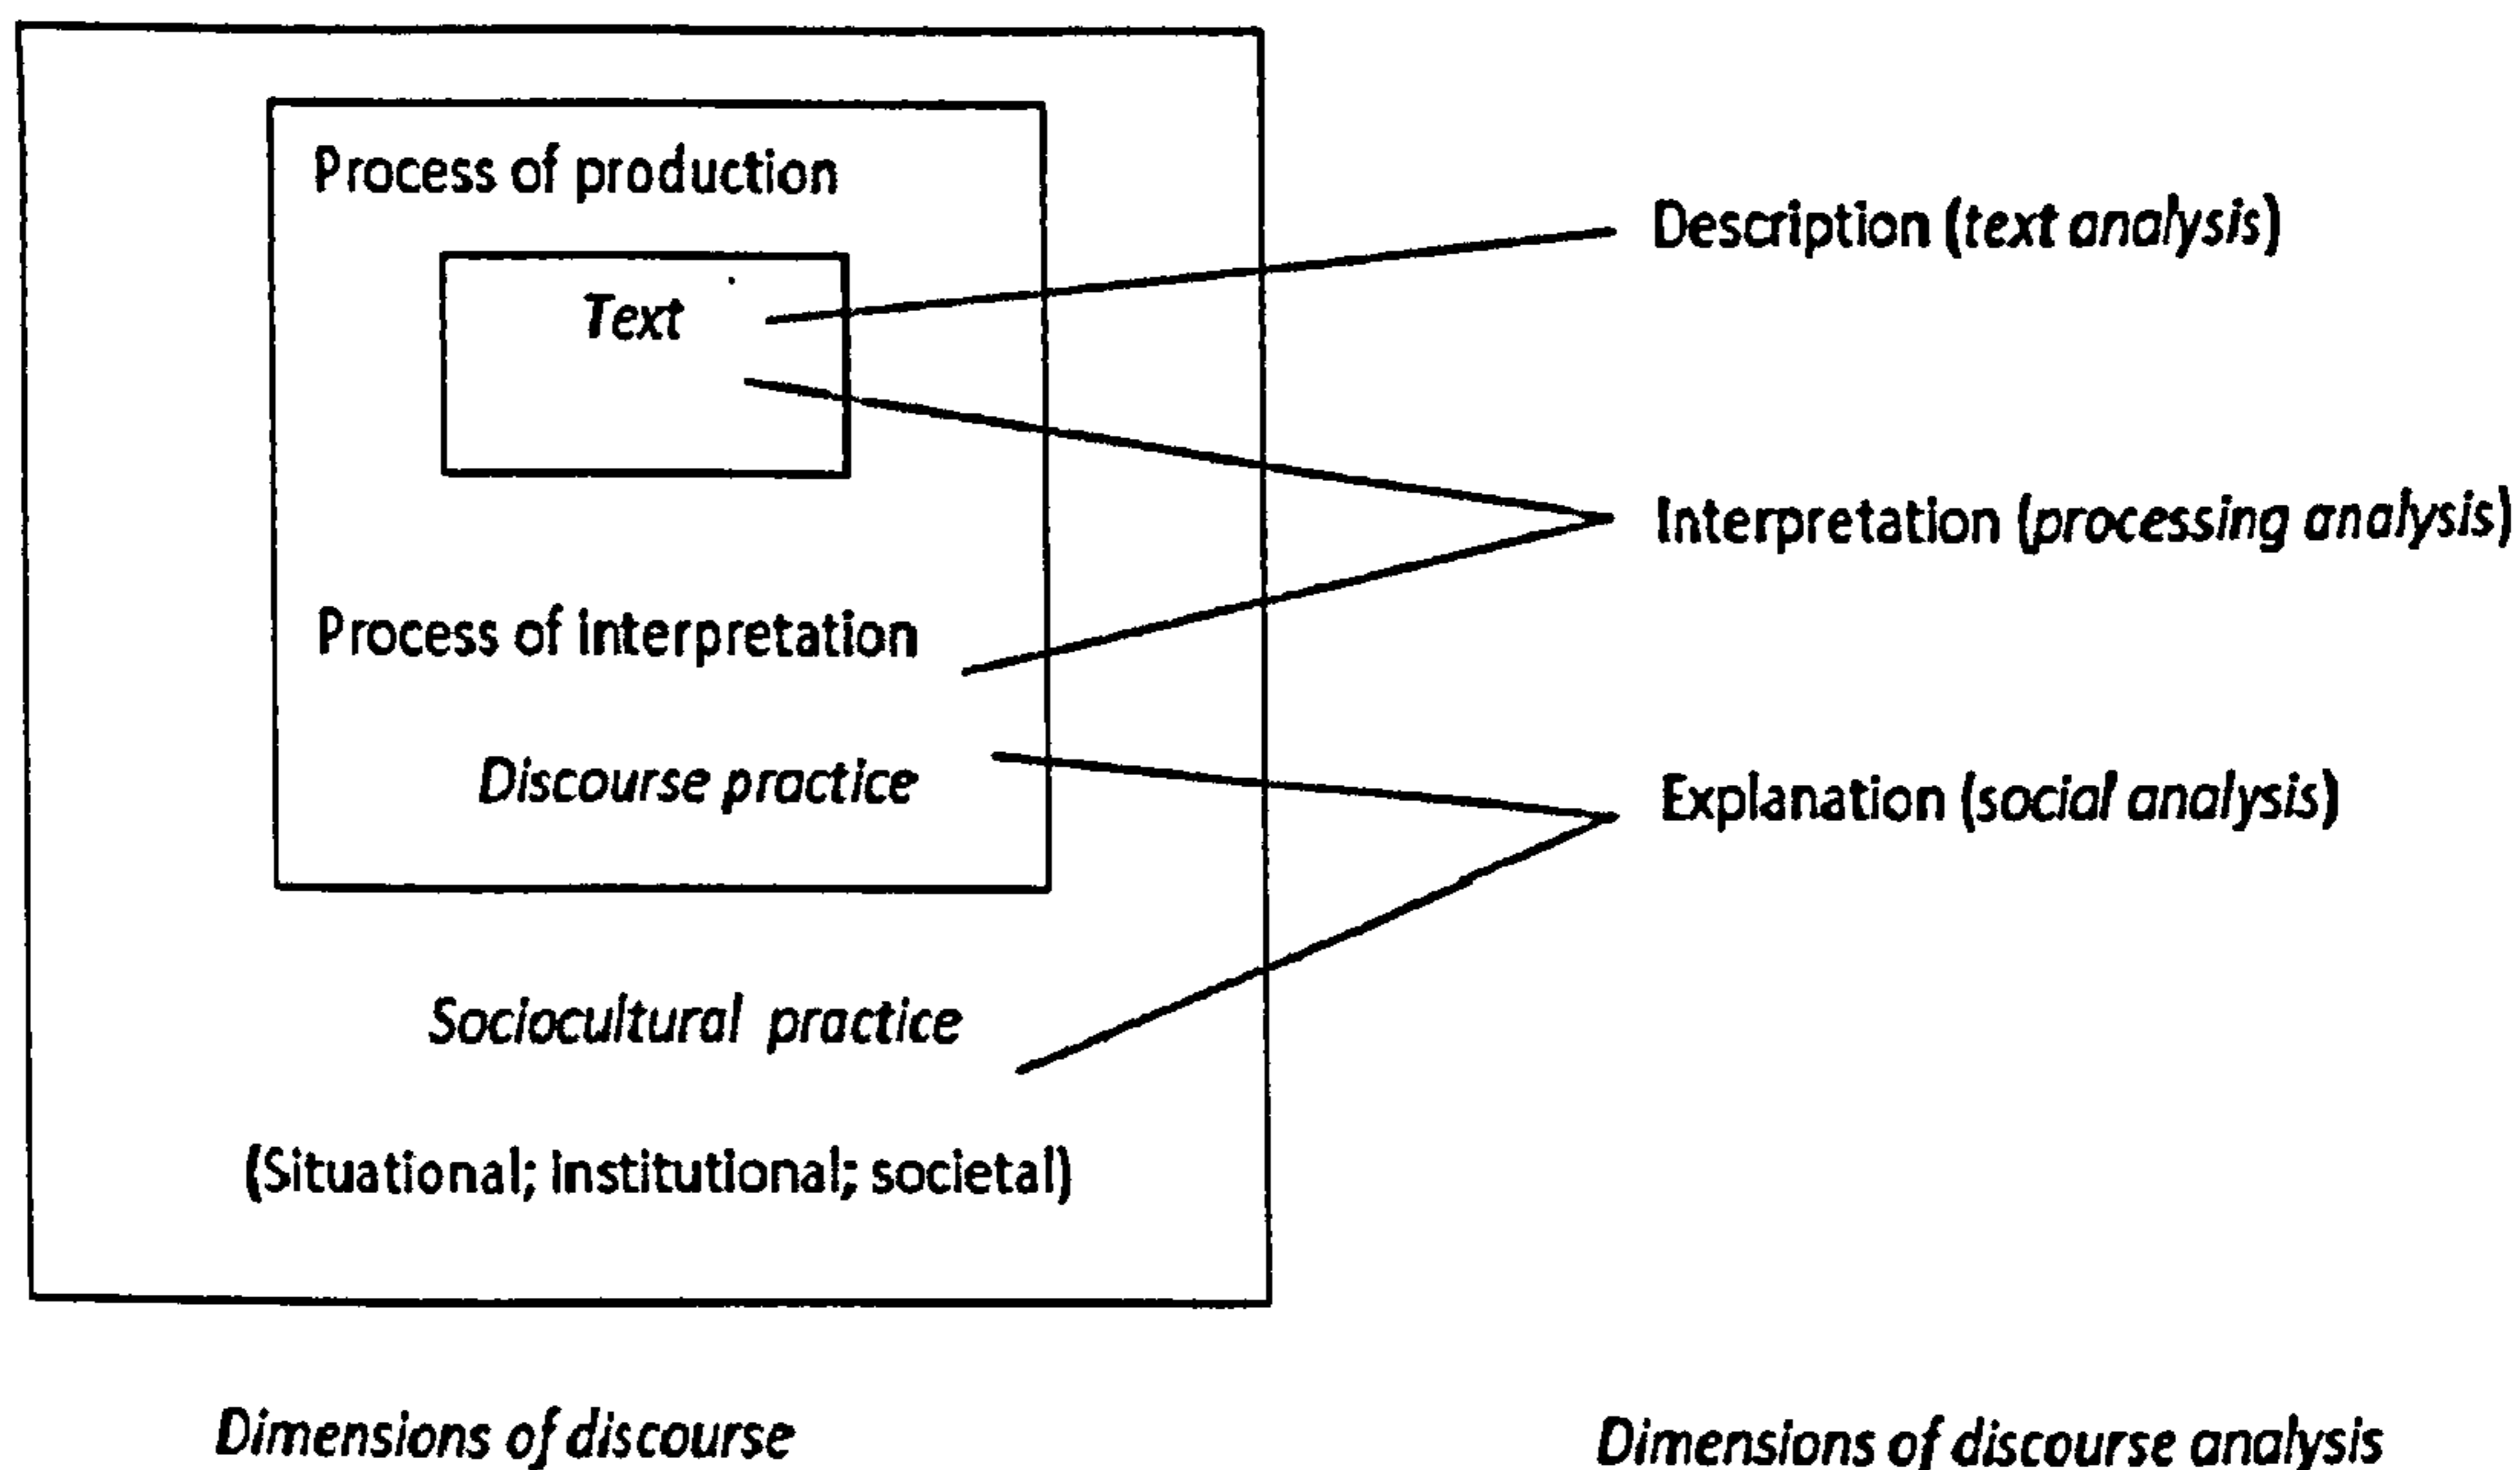 Process of production
Text
Process of interpretation
Discourse practice
Sociocultural practice
(Situational; institutional; societal)
Description (text analysis)
Interpretation (processing analysis)
Explanation (social analysis)
Dimensions of discourse
Dimensions of discourse analysis